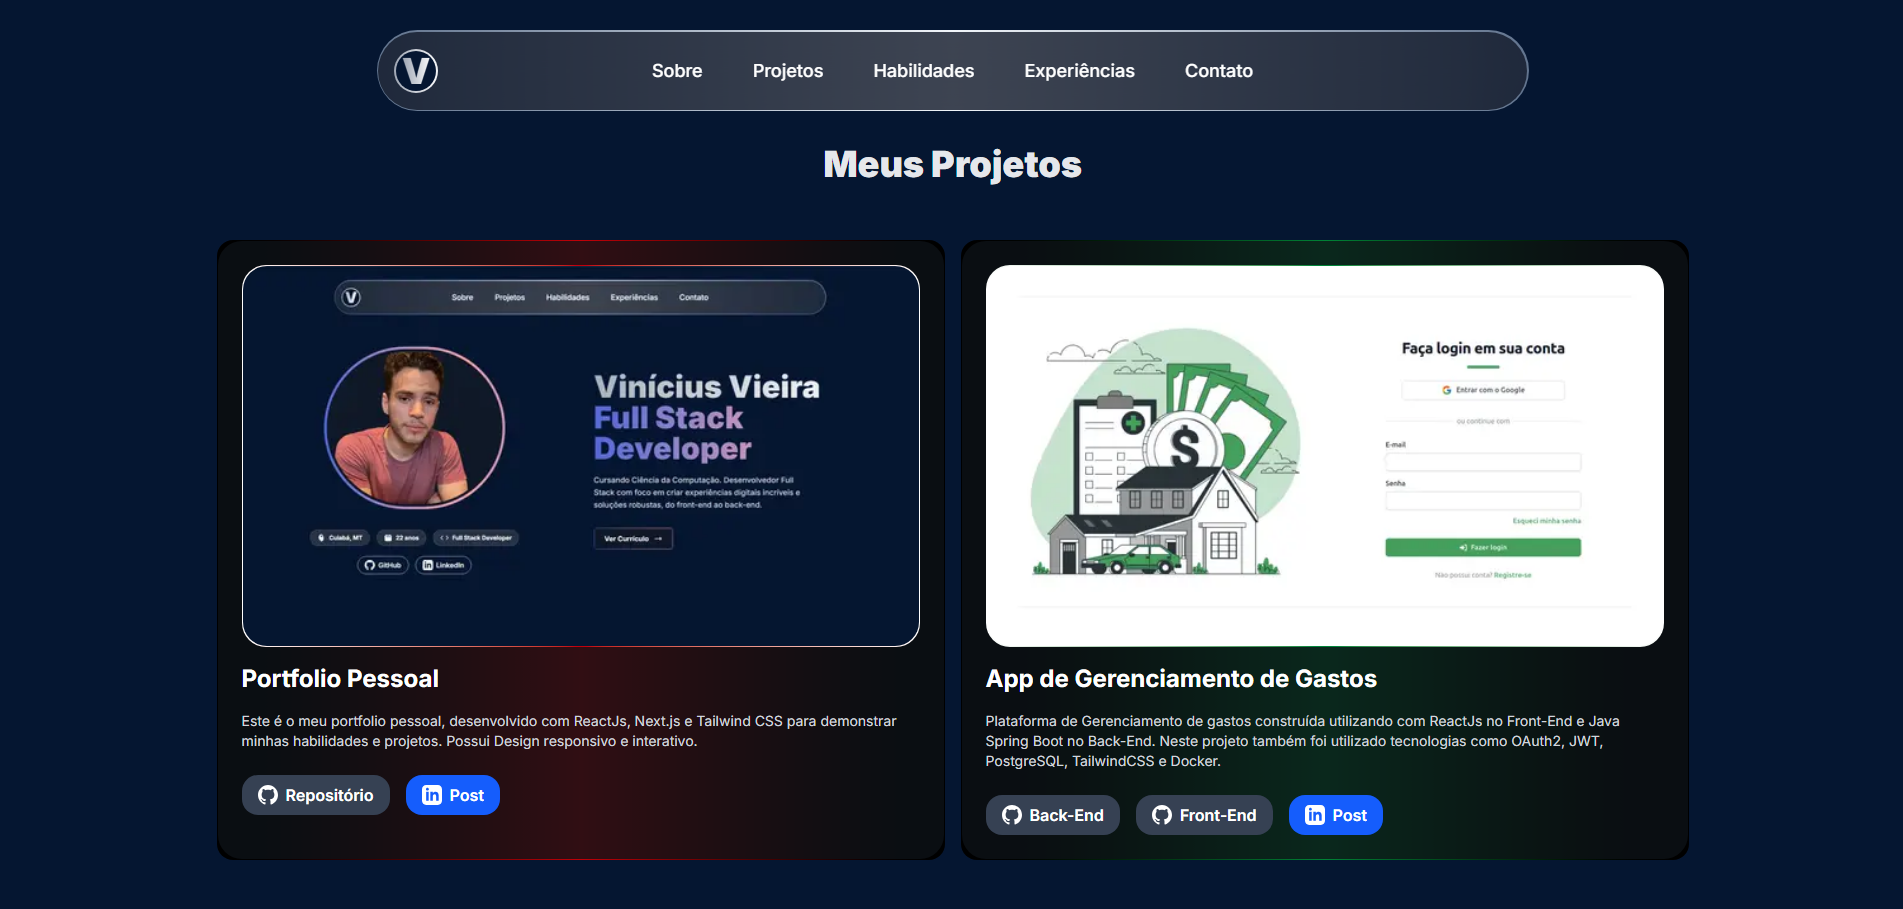 V
Sobre Projetos Habilidades Experiências Contato
Meus Projetos
V
Sobre Projetos Habilidades Experiências Contato
Vinícius Vieira
Full Stack
Developer
Cursando Ciência da Computação. Desenvolvedor Full
Stack com foco em criar experiências digitais incríveis e
soluções robustas, do front-end ao back-end.
Ver Currículo →
Cuiabá, MT 22 anos <> Full Stack Developer
GitHub LinkedIn
Portfolio Pessoal
Este é o meu portfolio pessoal, desenvolvido com ReactJs, Next.js e Tailwind CSS para demonstrar
minhas habilidades e projetos. Possui Design responsivo e interativo.
Repositório Post
Faça login em sua conta
Entrar com o Google
ou continue com
E-mail
Senha
Esqueci minha senha
Fazer login
Não possui conta? Registre-se
$
App de Gerenciamento de Gastos
Plataforma de Gerenciamento de gastos construída utilizando com ReactJs no Front-End e Java
Spring Boot no Back-End. Neste projeto também foi utilizado tecnologias como OAuth2, JWT,
PostgreSQL, TailwindCSS e Docker.
Back-End Front-End Post